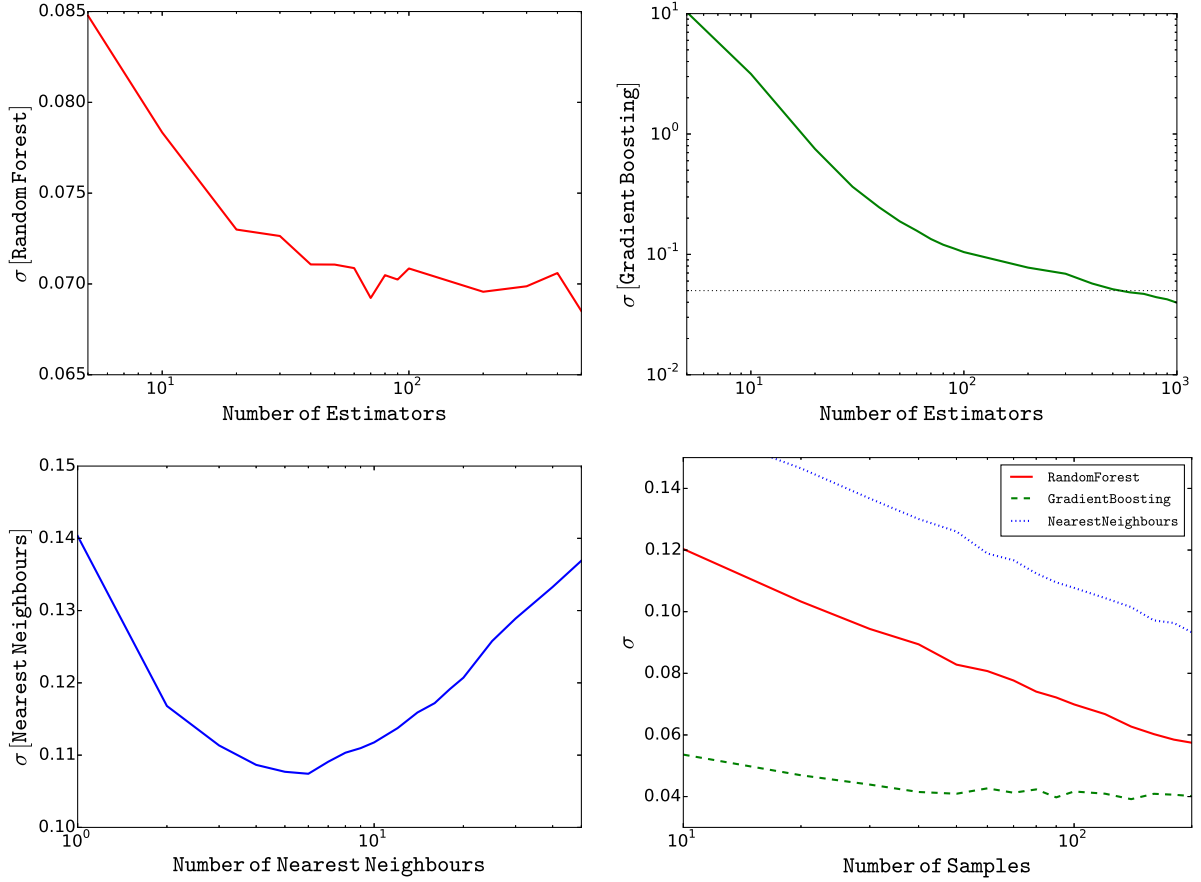 0.085
0.080
0.075
0.070
0.065
10^1
10^2
σ [Random Forest]
Number of Estimators
10^1
10^0
10^-1
10^-2
10^1
10^2
10^3
σ [Gradient Boosting]
Number of Estimators
0.15
0.14
0.13
0.12
0.11
0.10
10^0
10^1
σ [Nearest Neighbours]
Number of Nearest Neighbours
0.14
0.12
0.10
0.08
0.06
0.04
10^1
10^2
σ
Number of Samples
RandomForest
GradientBoosting
NearestNeighbours